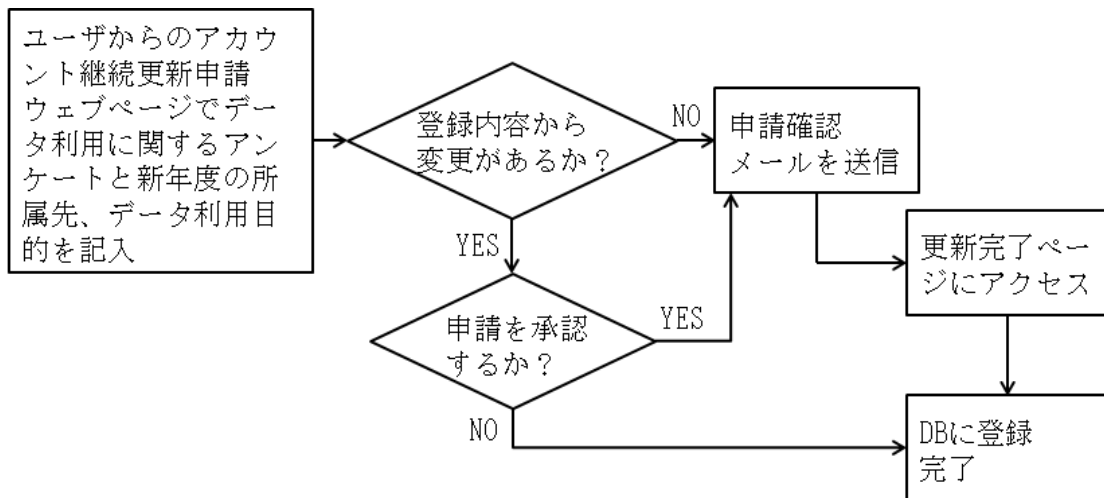 ユーザからのアカウ
ント継続更新申請
ウェブページでデー
タ利用に関するアン
ケートと新年度の所
属先、データ利用目
的を記入
登録内容から
変更があるか？
NO
申請確認
メールを送信
YES
更新完了ペー
ジにアクセス
申請を承認
するか？
YES
NO
DBに登録
完了